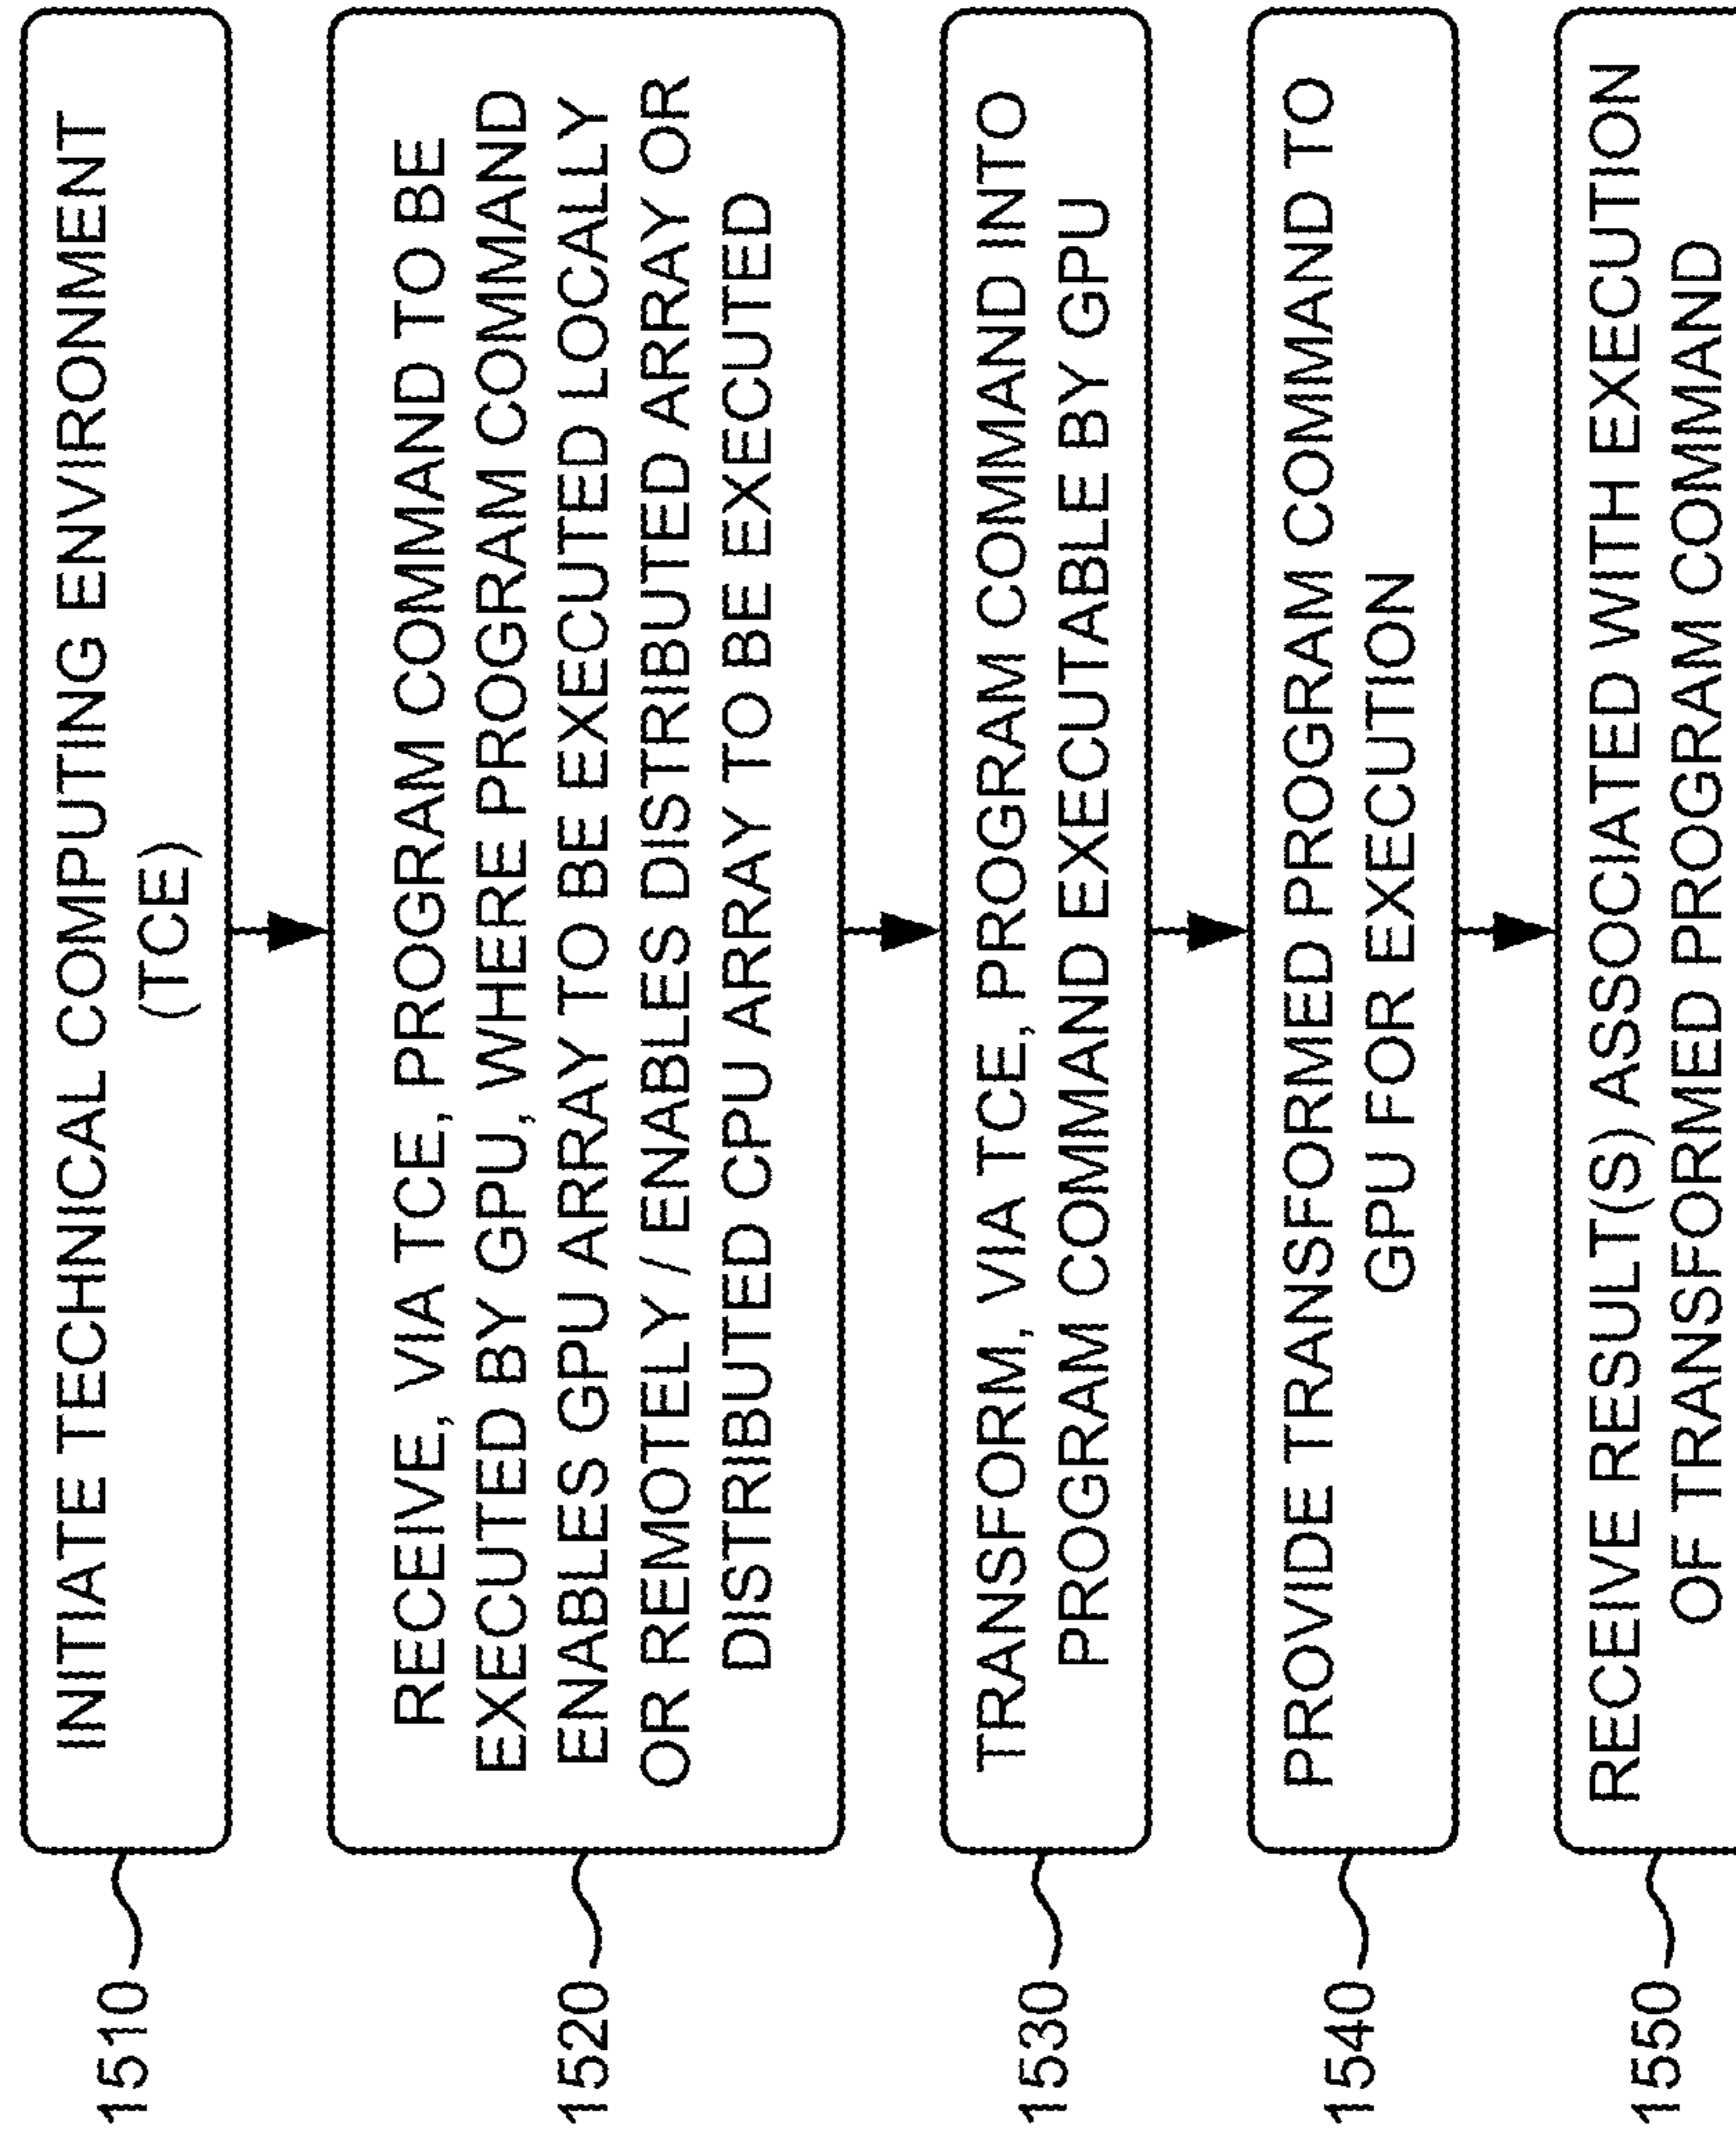 1510
INITIATE TECHNICAL COMPUTING ENVIRONMENT
(TCE)
1520
RECEIVE, VIA TCE, PROGRAM COMMAND TO BE
EXECUTED BY GPU, WHERE PROGRAM COMMAND
ENABLES GPU ARRAY TO BE EXECUTED LOCALLY
OR REMOTELY / ENABLES DISTRIBUTED ARRAY OR
DISTRIBUTED CPU ARRAY TO BE EXECUTED
1530
TRANSFORM, VIA TCE, PROGRAM COMMAND INTO
PROGRAM COMMAND EXECUTABLE BY GPU
1540
PROVIDE TRANSFORMED PROGRAM COMMAND TO
GPU FOR EXECUTION
1550
RECEIVE RESULT(S) ASSOCIATED WITH EXECUTION
OF TRANSFORMED PROGRAM COMMAND